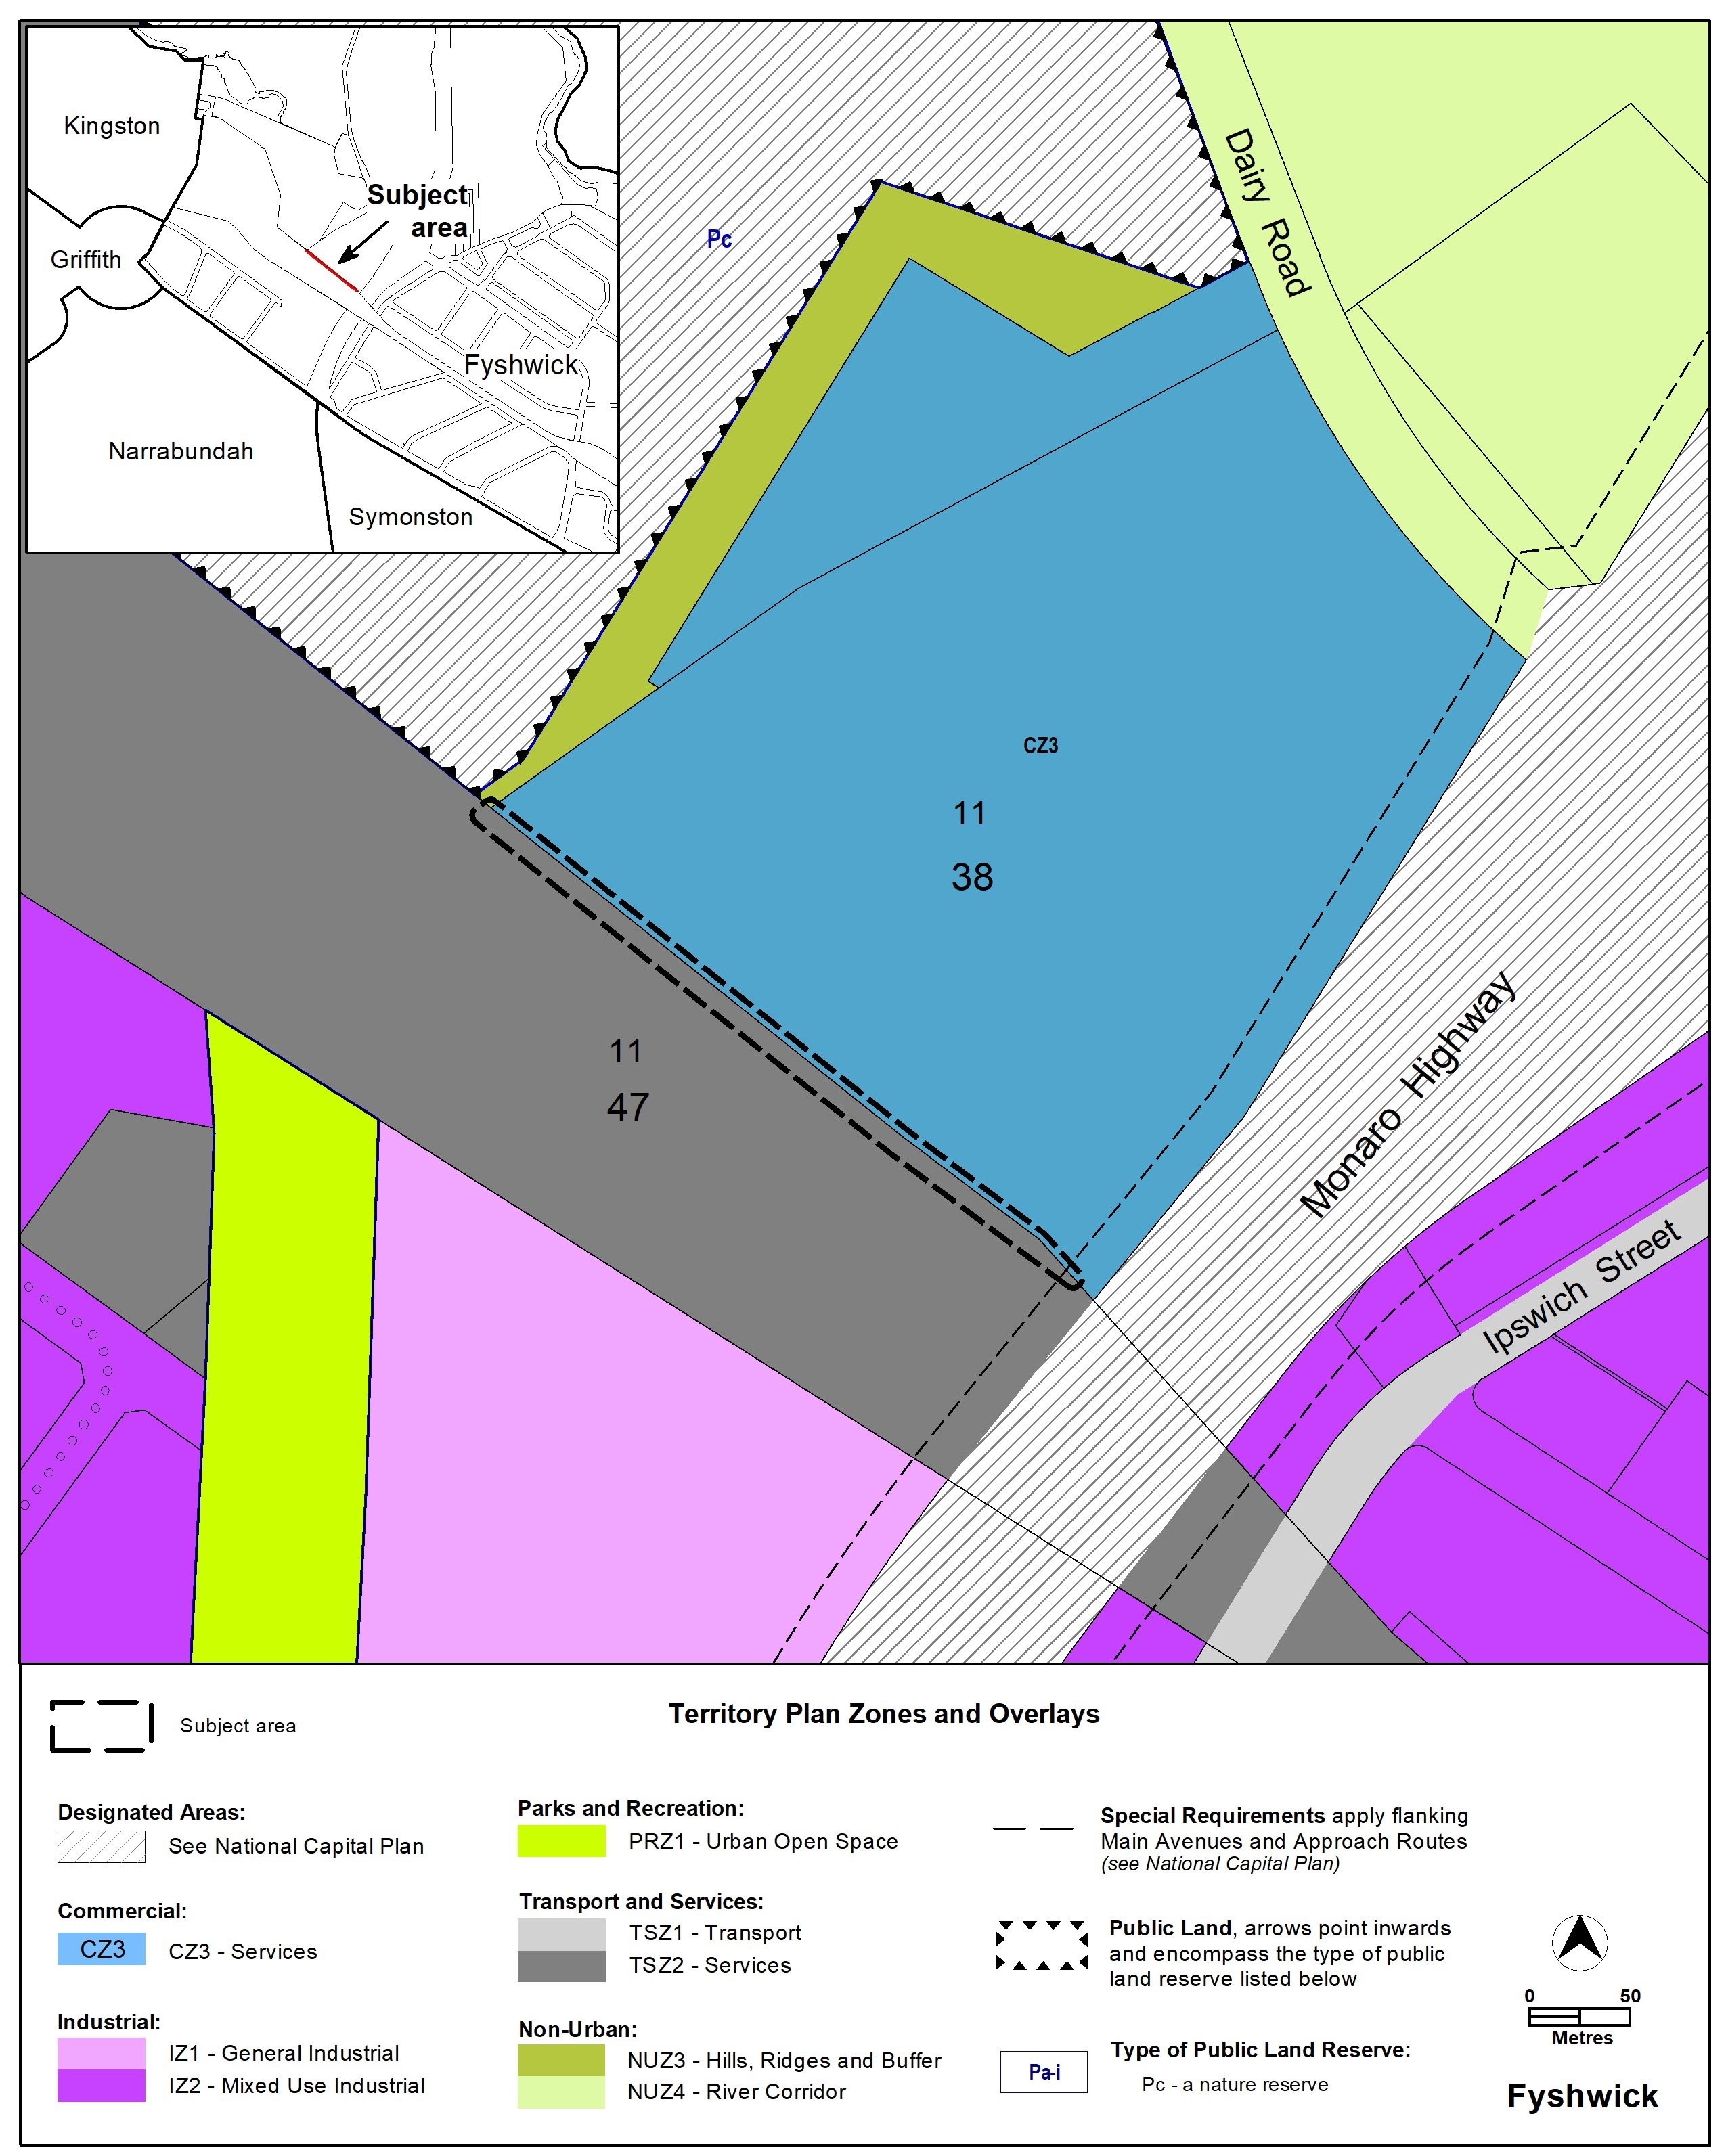 Kingston
Griffith
Subject
area
Fyshwick
Narrabundah
Symonston
Pc
Dairy Road
CZ3
11
38
11
47
Monaro Highway
Ipswich Street
Subject area
Territory Plan Zones and Overlays
Designated Areas:
See National Capital Plan
Commercial:
CZ3
CZ3 - Services
Industrial:
IZ1 - General Industrial
IZ2 - Mixed Use Industrial
Parks and Recreation:
PRZ1 - Urban Open Space
Transport and Services:
TSZ1 - Transport
TSZ2 - Services
Non-Urban:
NUZ3 - Hills, Ridges and Buffer
NUZ4 - River Corridor
Special Requirements apply flanking
Main Avenues and Approach Routes
(see National Capital Plan)
Public Land, arrows point inwards
and encompass the type of public
land reserve listed below
Type of Public Land Reserve:
Pa-i
Pc - a nature reserve
0 50
Metres
Fyshwick